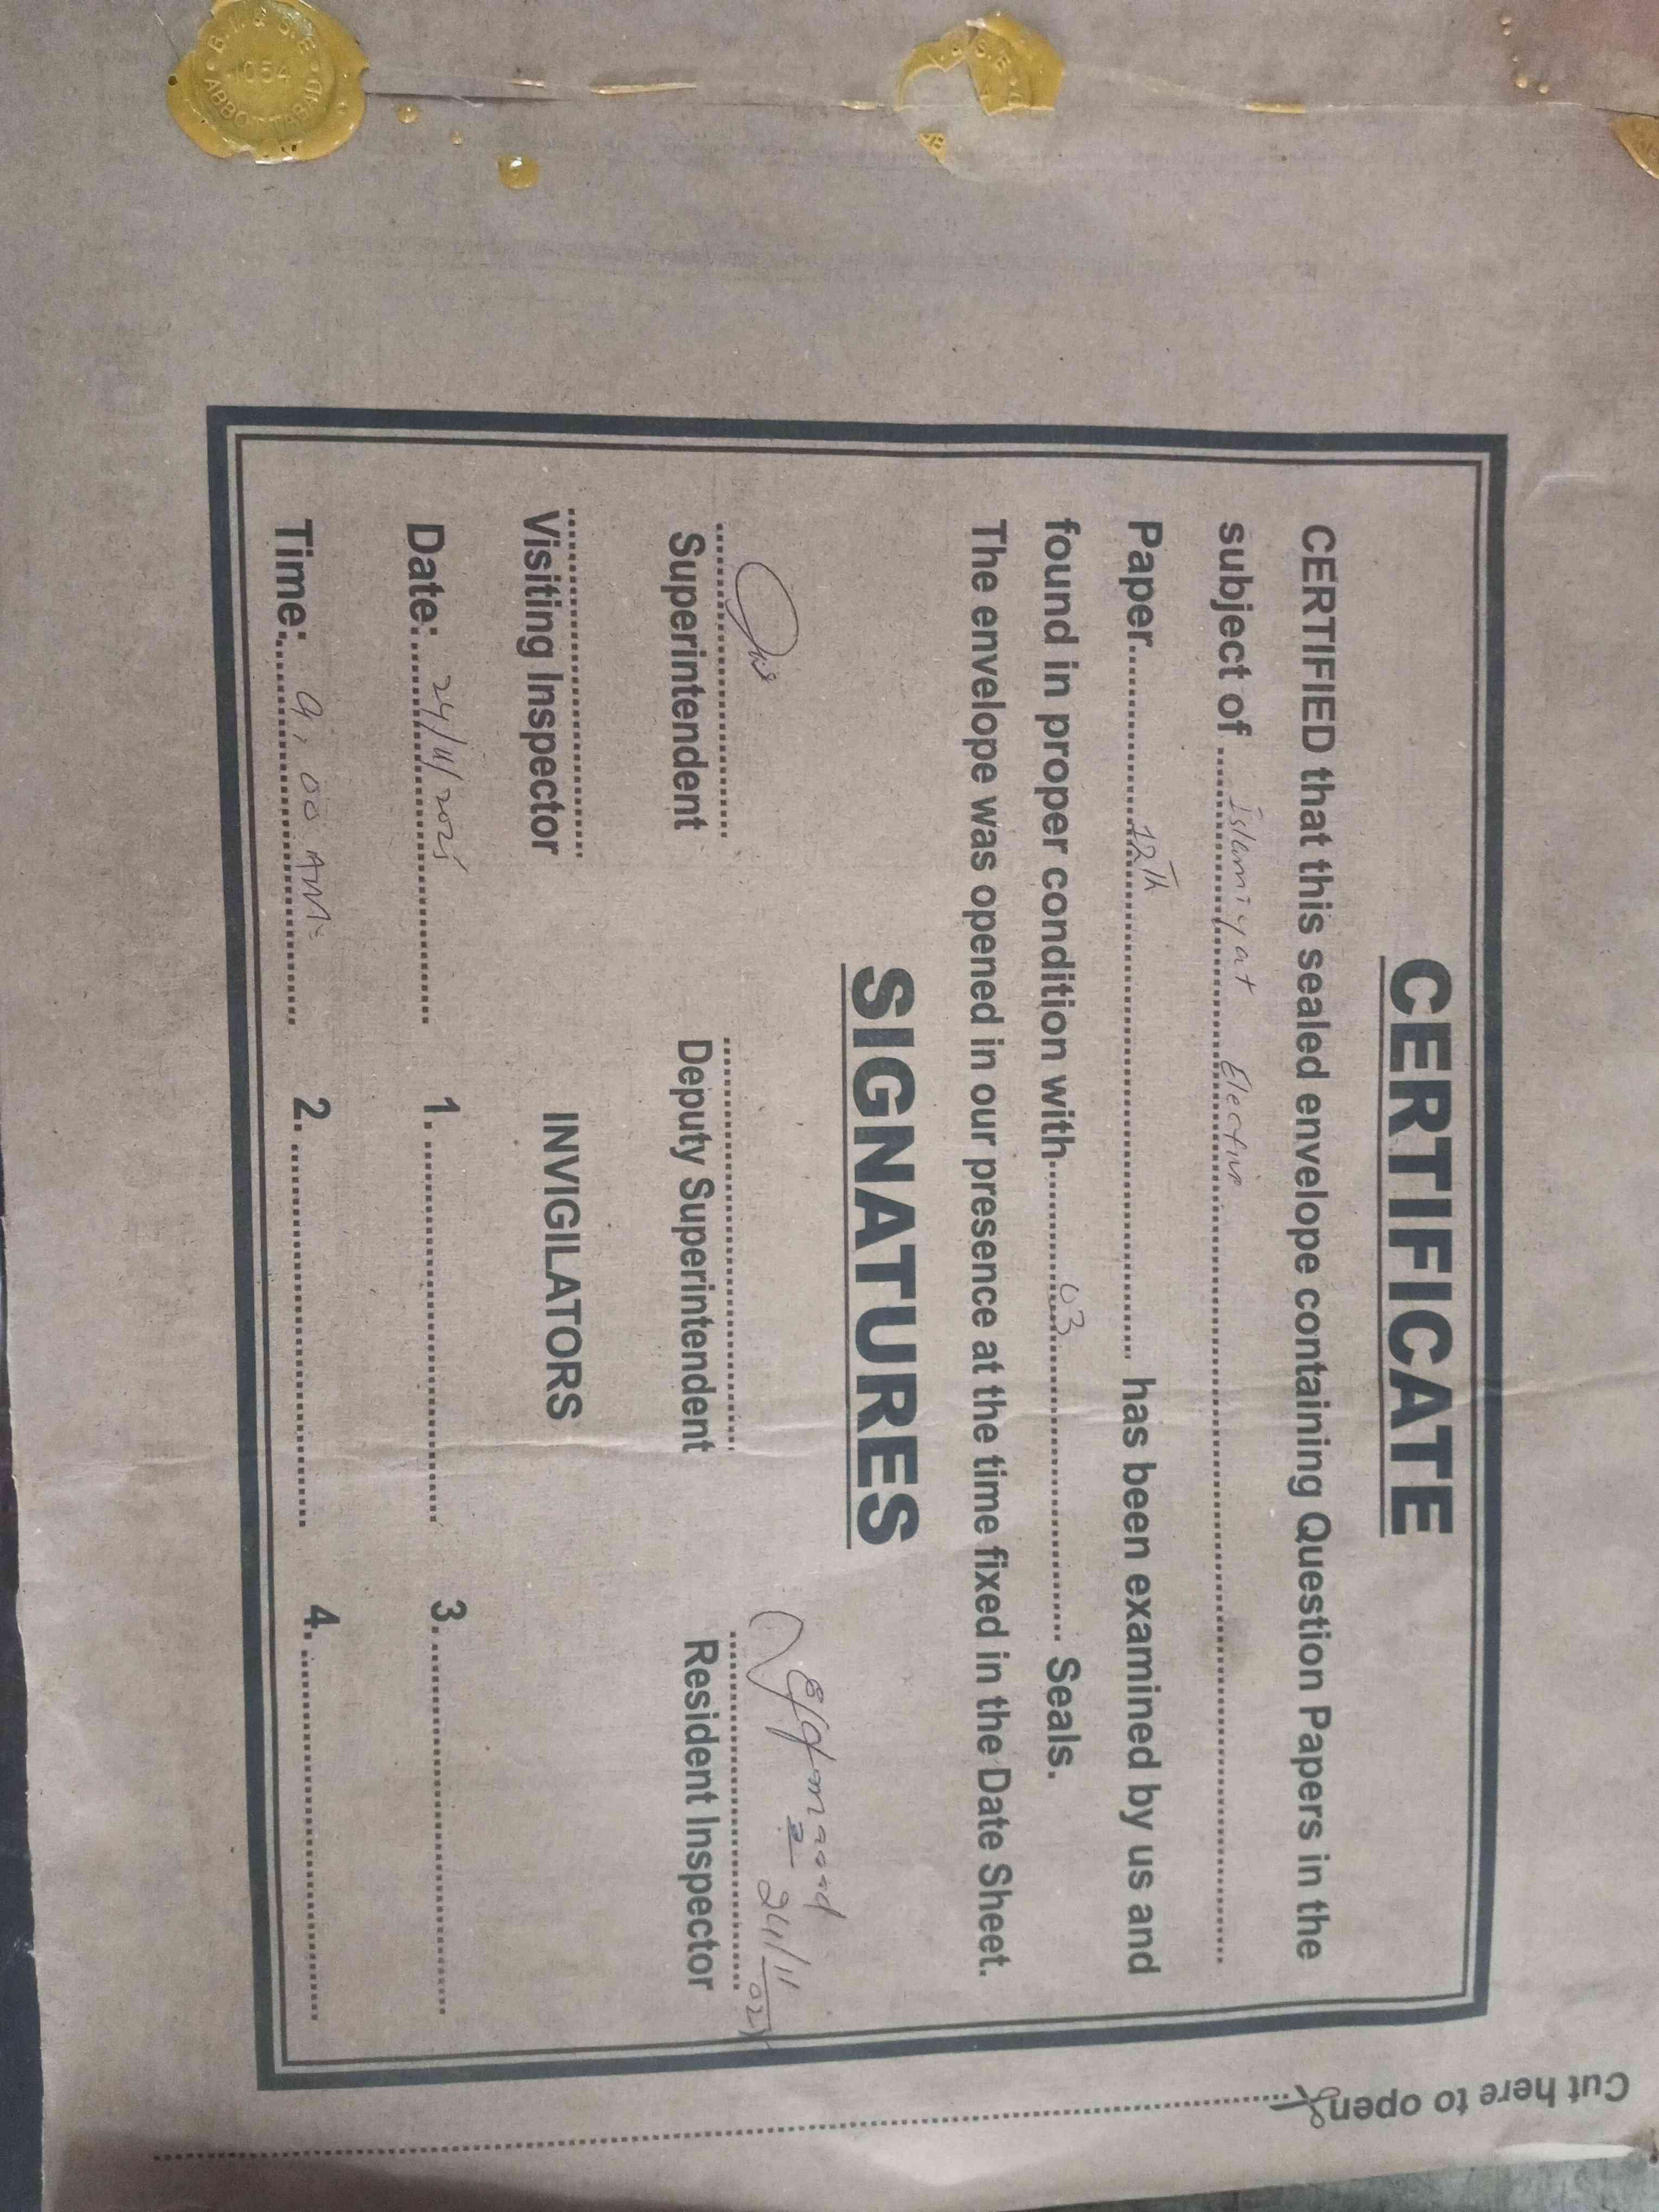 CERTIFICATE
CERTIFIED that this sealed envelope containing Question Papers in the
subject of Islamiyat Elective
Paper 12Th has been examined by us and
found in proper condition with 03 Seals.
The envelope was opened in our presence at the time fixed in the Date Sheet.
SIGNATURES
24/11
Superintendent Deputy Superintendent Resident Inspector
Visiting Inspector INVIGILATORS
Date: 24/11/2025 1. 3.
Time: 9:00 AM 2. 4.
Cut here to open
B.I. & S.E
1054
ABBOTTABAD
S.E